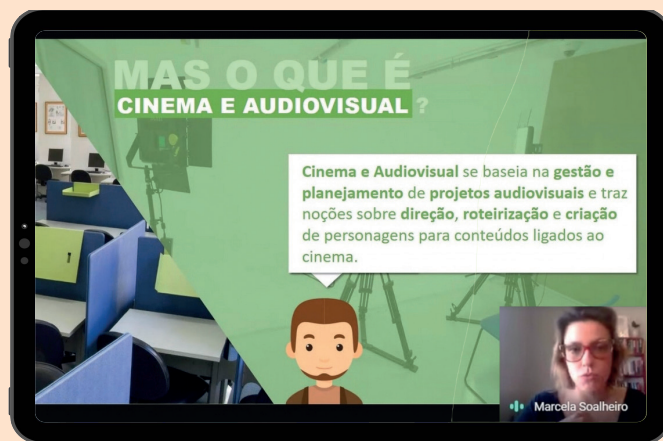 MAS O QUE É
CINEMA E AUDIOVISUAL ?
Cinema e Audiovisual se baseia na gestão e
planejamento de projetos audiovisuais e traz
noções sobre direção, roteirização e criação
de personagens para conteúdos ligados ao
cinema.
Marcela Soalheiro